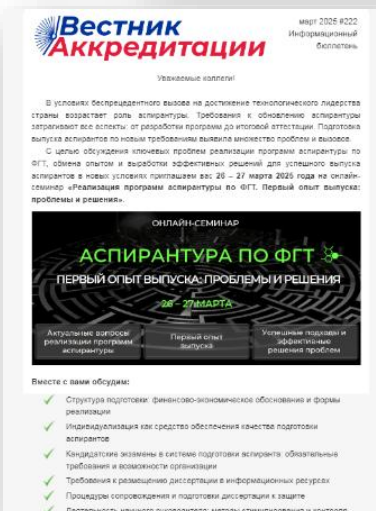 Вестник
Аккредитации
март 2025 #222
Информационный
бюллетень
Уважаемые коллеги!
В условиях беспрецедентного вызова на достижение технологического лидерства
страны возрастает роль аспирантуры. Требования к обновлению аспирантуры
затрагивают все аспекты: от разработки программ до итоговой аттестации. Подготовка
выпуска аспирантов по новым требованиям выявила множество проблем и вызовов.
С целью обсуждения ключевых проблем реализации программ аспирантуры по
ФГТ, обмена опытом и выработки эффективных решений для успешного выпуска
аспирантов в новых условиях приглашаем вас 26 – 27 марта 2025 года на онлайн-
семинар «Реализация программ аспирантуры по ФГТ. Первый опыт выпуска:
проблемы и решения».
ОНЛАЙН-СЕМИНАР
АСПИРАНТУРА ПО ФГТ
ПЕРВЫЙ ОПЫТ ВЫПУСКА: ПРОБЛЕМЫ И РЕШЕНИЯ
26 – 27 МАРТА
Актуальные вопросы
реализации программ
аспирантуры
Первый опыт
выпуска
Успешные подходы и
эффективные
решения проблем
Вместе с вами обсудим:
Структура подготовки: финансово-экономическое обоснование и формы
реализации
Индивидуализация как средство обеспечения качества подготовки
аспирантов
Кандидатские экзамены в системе подготовки аспиранта: обязательные
требования и возможности организации
Требования к размещению диссертации в информационных ресурсах
Процедуры сопровождения и подготовки диссертации к защите
Деятельность научного руководителя: методы стимулирования и контроля